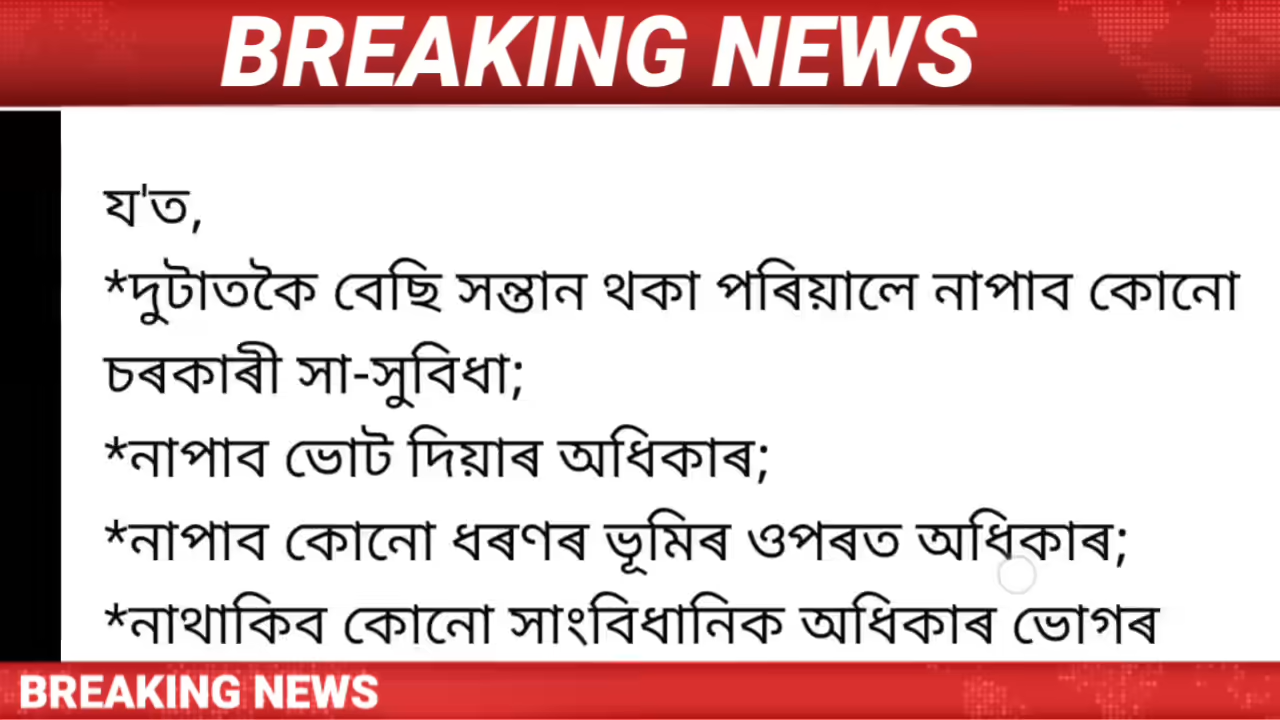 BREAKING NEWS
য'ত,
*দুটাতকৈ বেছি সন্তান থকা পৰিয়ালে নাপাব কোনো
চৰকাৰী সা-সুবিধা;
*নাপাব ভোট দিয়াৰ অধিকাৰ;
*নাপাব কোনো ধৰণৰ ভূমিৰ ওপৰত অধিকাৰ;
*নাথাকিব কোনো সাংবিধানিক অধিকাৰ ভোগৰ
BREAKING NEWS